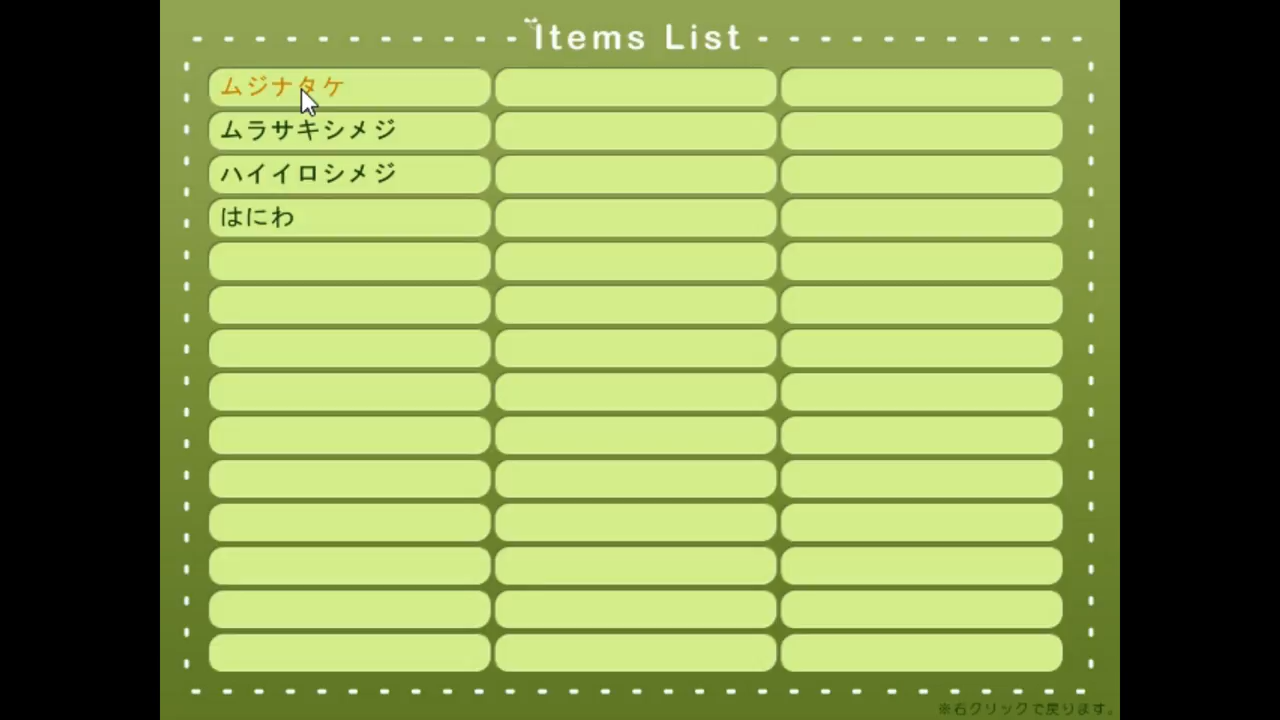 Items List
ムジナタケ
ムラサキシメジ
ハイイロシメジ
はにわ
※右クリックで戻ります。